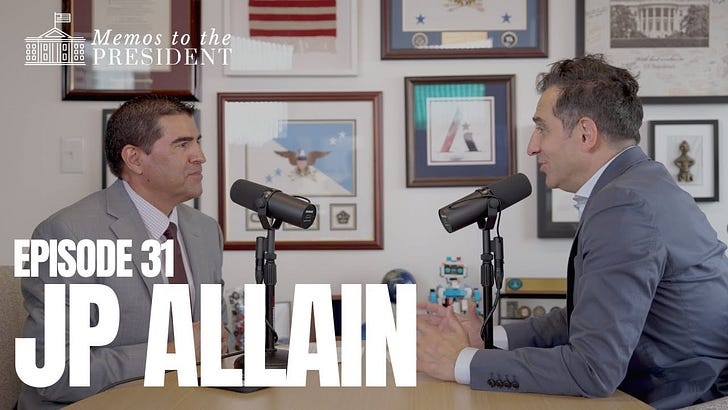 Memos to the
PRESIDENT
EPISODE 31
JP ALLAIN